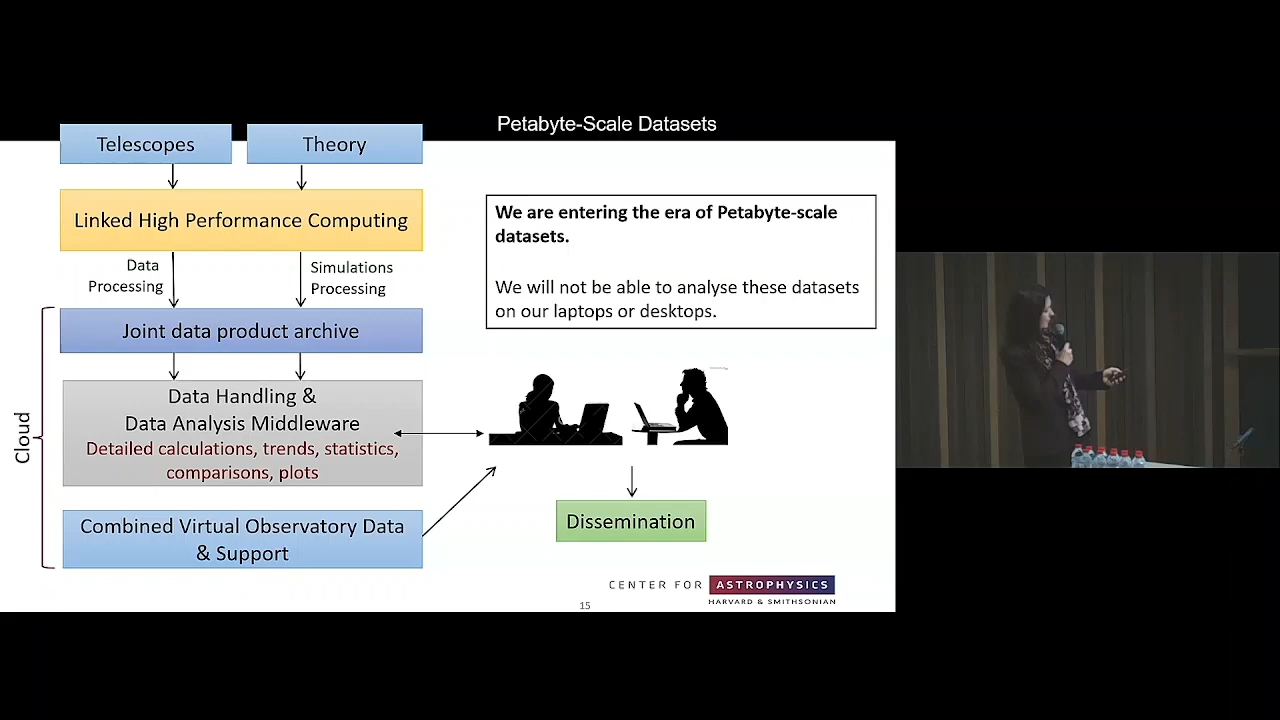 Petabyte-Scale Datasets
Telescopes
Theory
Linked High Performance Computing
Data
Processing
Simulations
Processing
Joint data product archive
Data Handling &
Data Analysis Middleware
Detailed calculations, trends, statistics,
comparisons, plots
Combined Virtual Observatory Data
& Support
Cloud
We are entering the era of Petabyte-scale
datasets.
We will not be able to analyse these datasets
on our laptops or desktops.
Dissemination
CENTER FOR ASTROPHYSICS
HARVARD & SMITHSONIAN
15